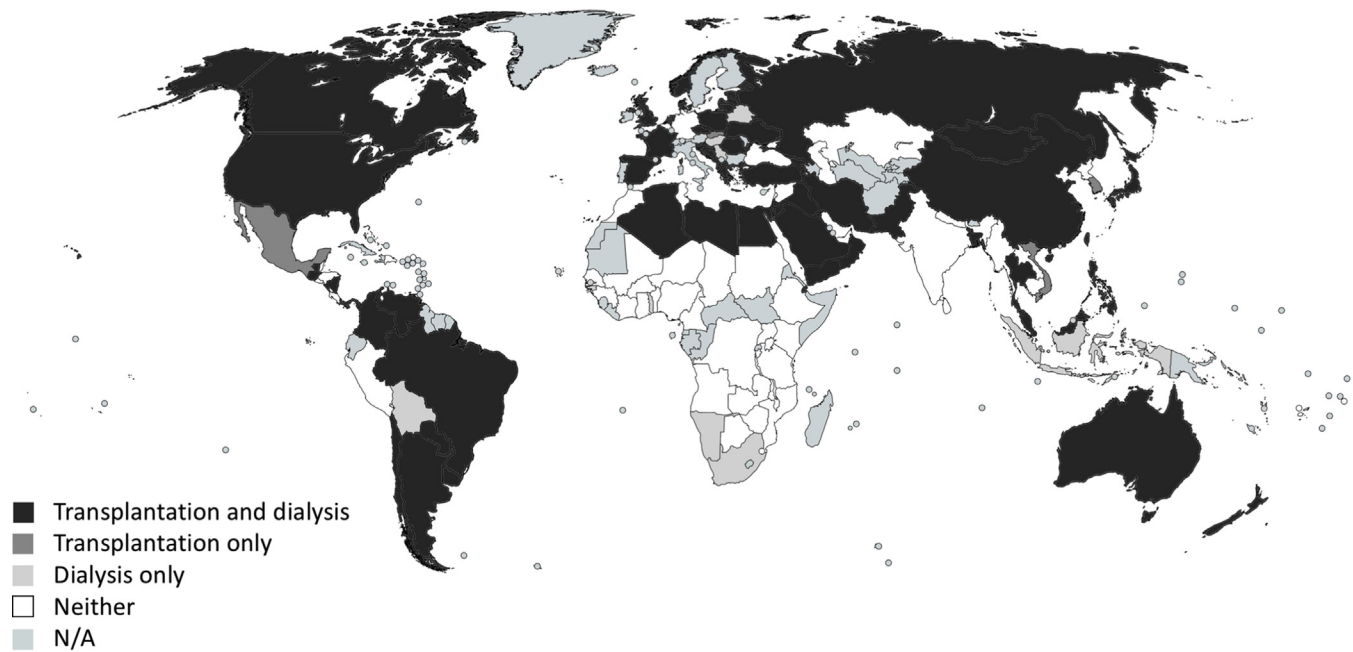 Transplantation and dialysis
Transplantation only
Dialysis only
Neither
N/A